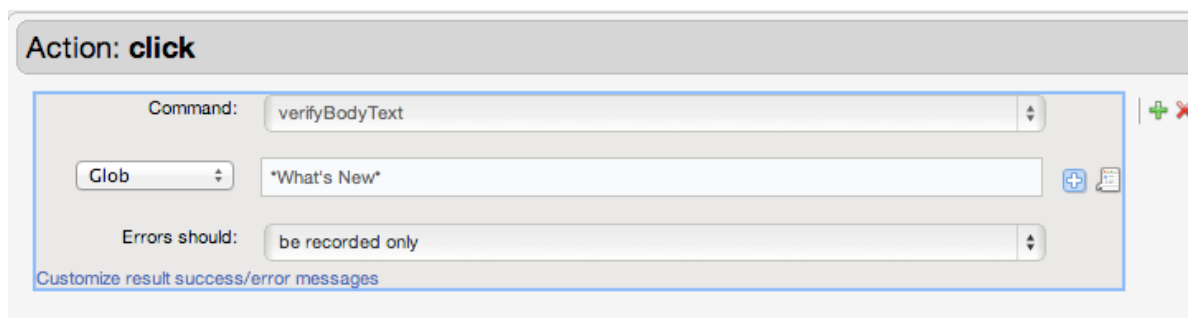 Action: click
Command: verifyBodyText
Glob *What's New*
Errors should: be recorded only
Customize result success/error messages